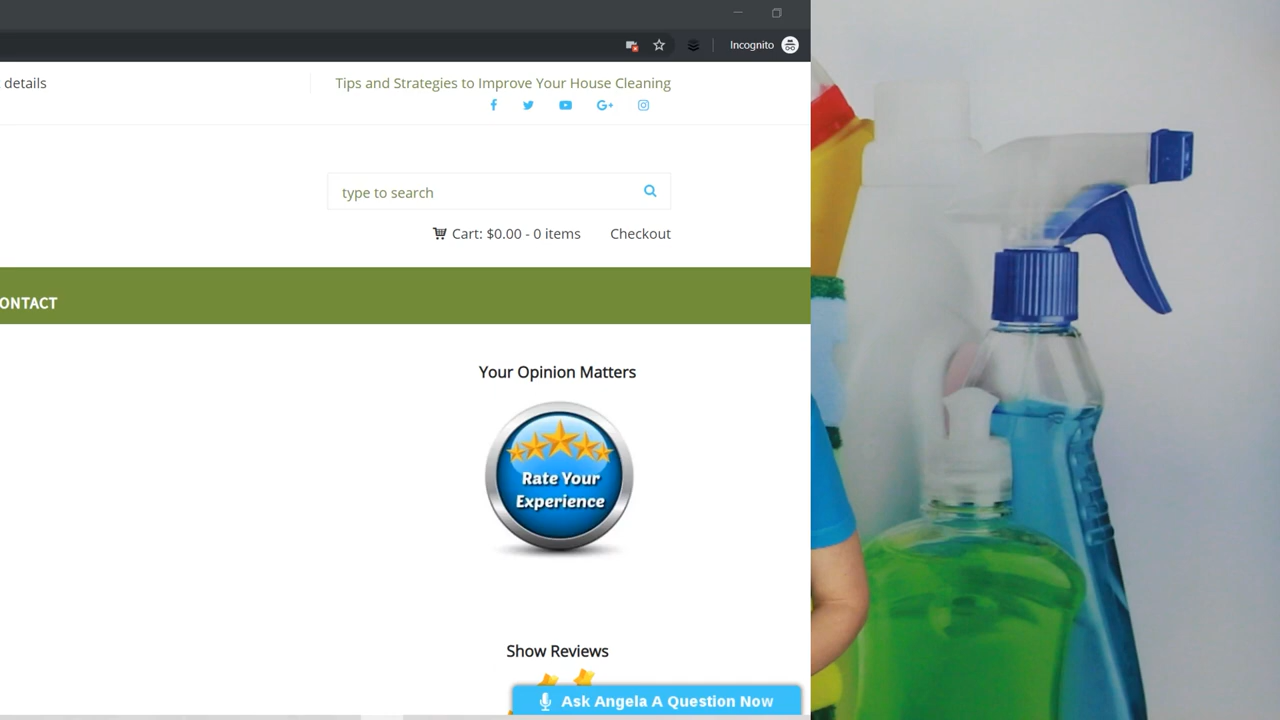 Incognito
details
Tips and Strategies to Improve Your House Cleaning
type to search
Cart: $0.00 - 0 items
Checkout
ONTACT
Your Opinion Matters
Rate Your
Experience
Show Reviews
Ask Angela A Question Now